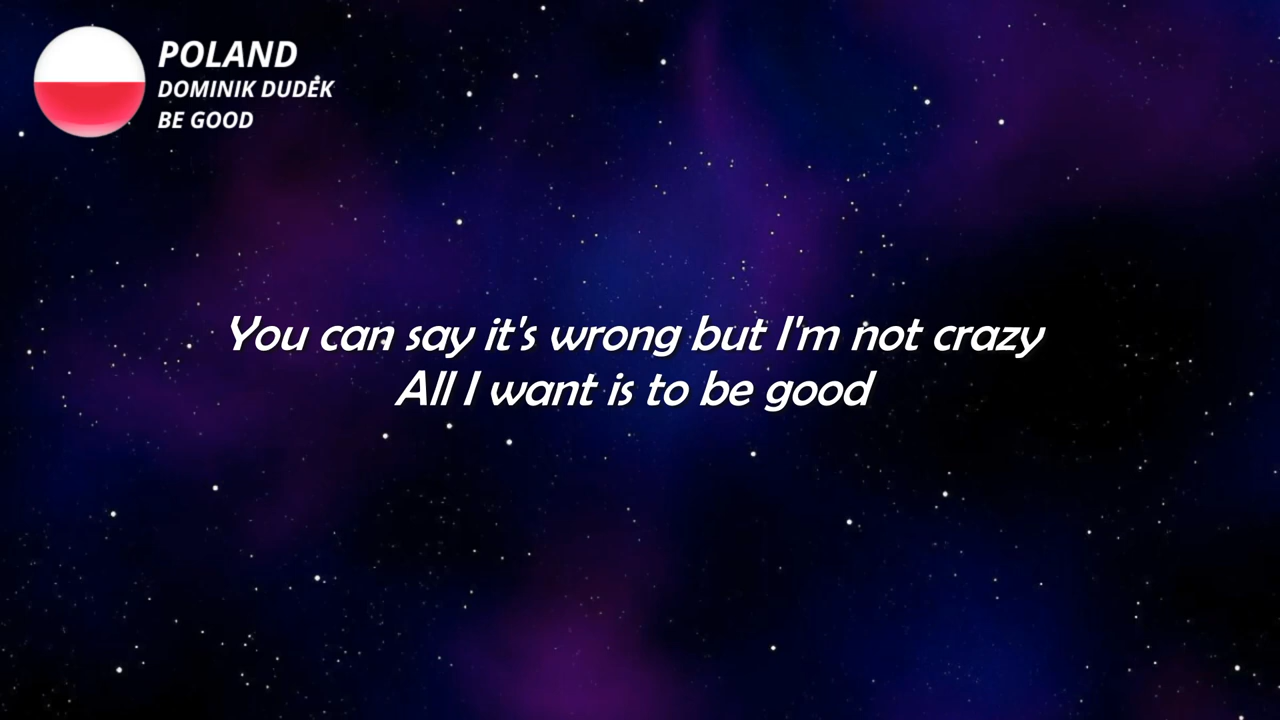 POLAND
DOMINIK DUDEK
BE GOOD
You can say it's wrong but I'm not crazy
All I want is to be good